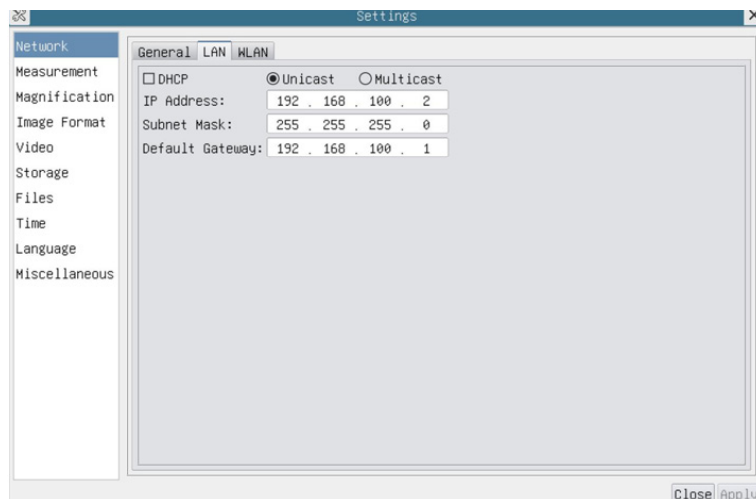 Settings
Network
Measurement
Magnification
Image Format
Video
Storage
Files
Time
Language
Miscellaneous
General LAN WLAN
DHCP Unicast Multicast
IP Address: 192 . 168 . 100 . 2
Subnet Mask: 255 . 255 . 255 . 0
Default Gateway: 192 . 168 . 100 . 1
Close Apply